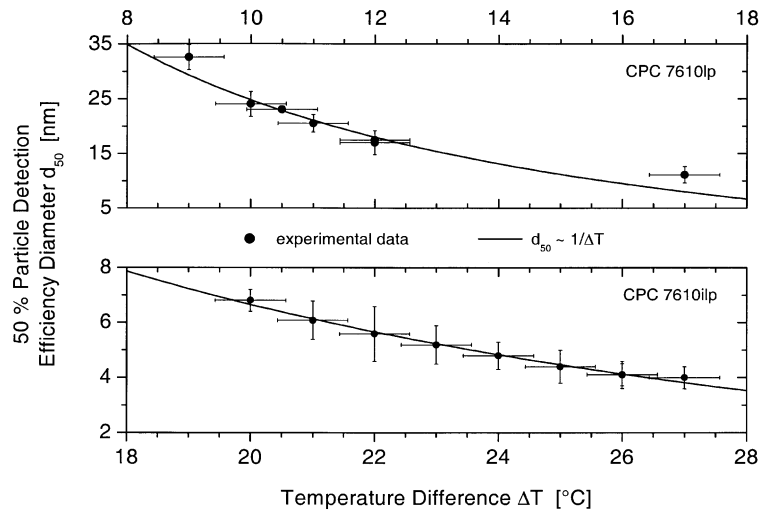 8 10 12 14 16 18
35
25
15
5
CPC 7610lp
experimental data
d50 ~ 1/ΔT
50 % Particle Detection
Efficiency Diameter d50 [nm]
8
6
4
2
CPC 7610ilp
18 20 22 24 26 28
Temperature Difference ΔT [°C]